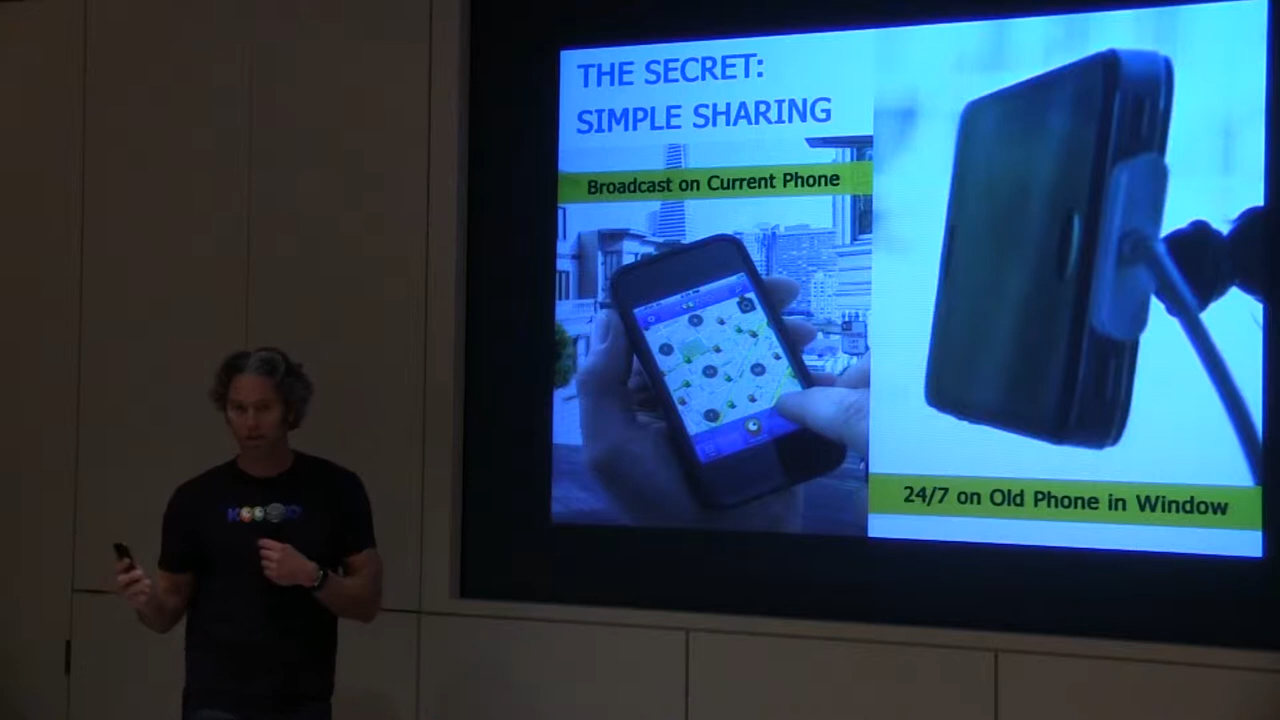 THE SECRET:
SIMPLE SHARING
Broadcast on Current Phone
24/7 on Old Phone in Window